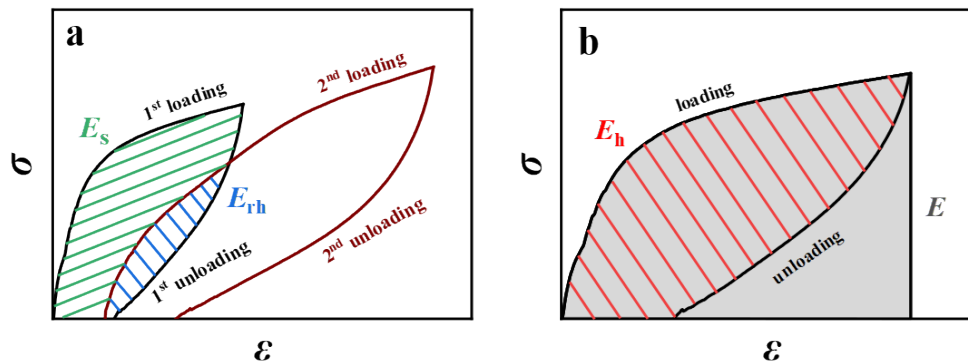 a
1st loading
2nd loading
Es
Erh
1st unloading
2nd unloading
σ
ε
b
loading
Eh
E
unloading
σ
ε